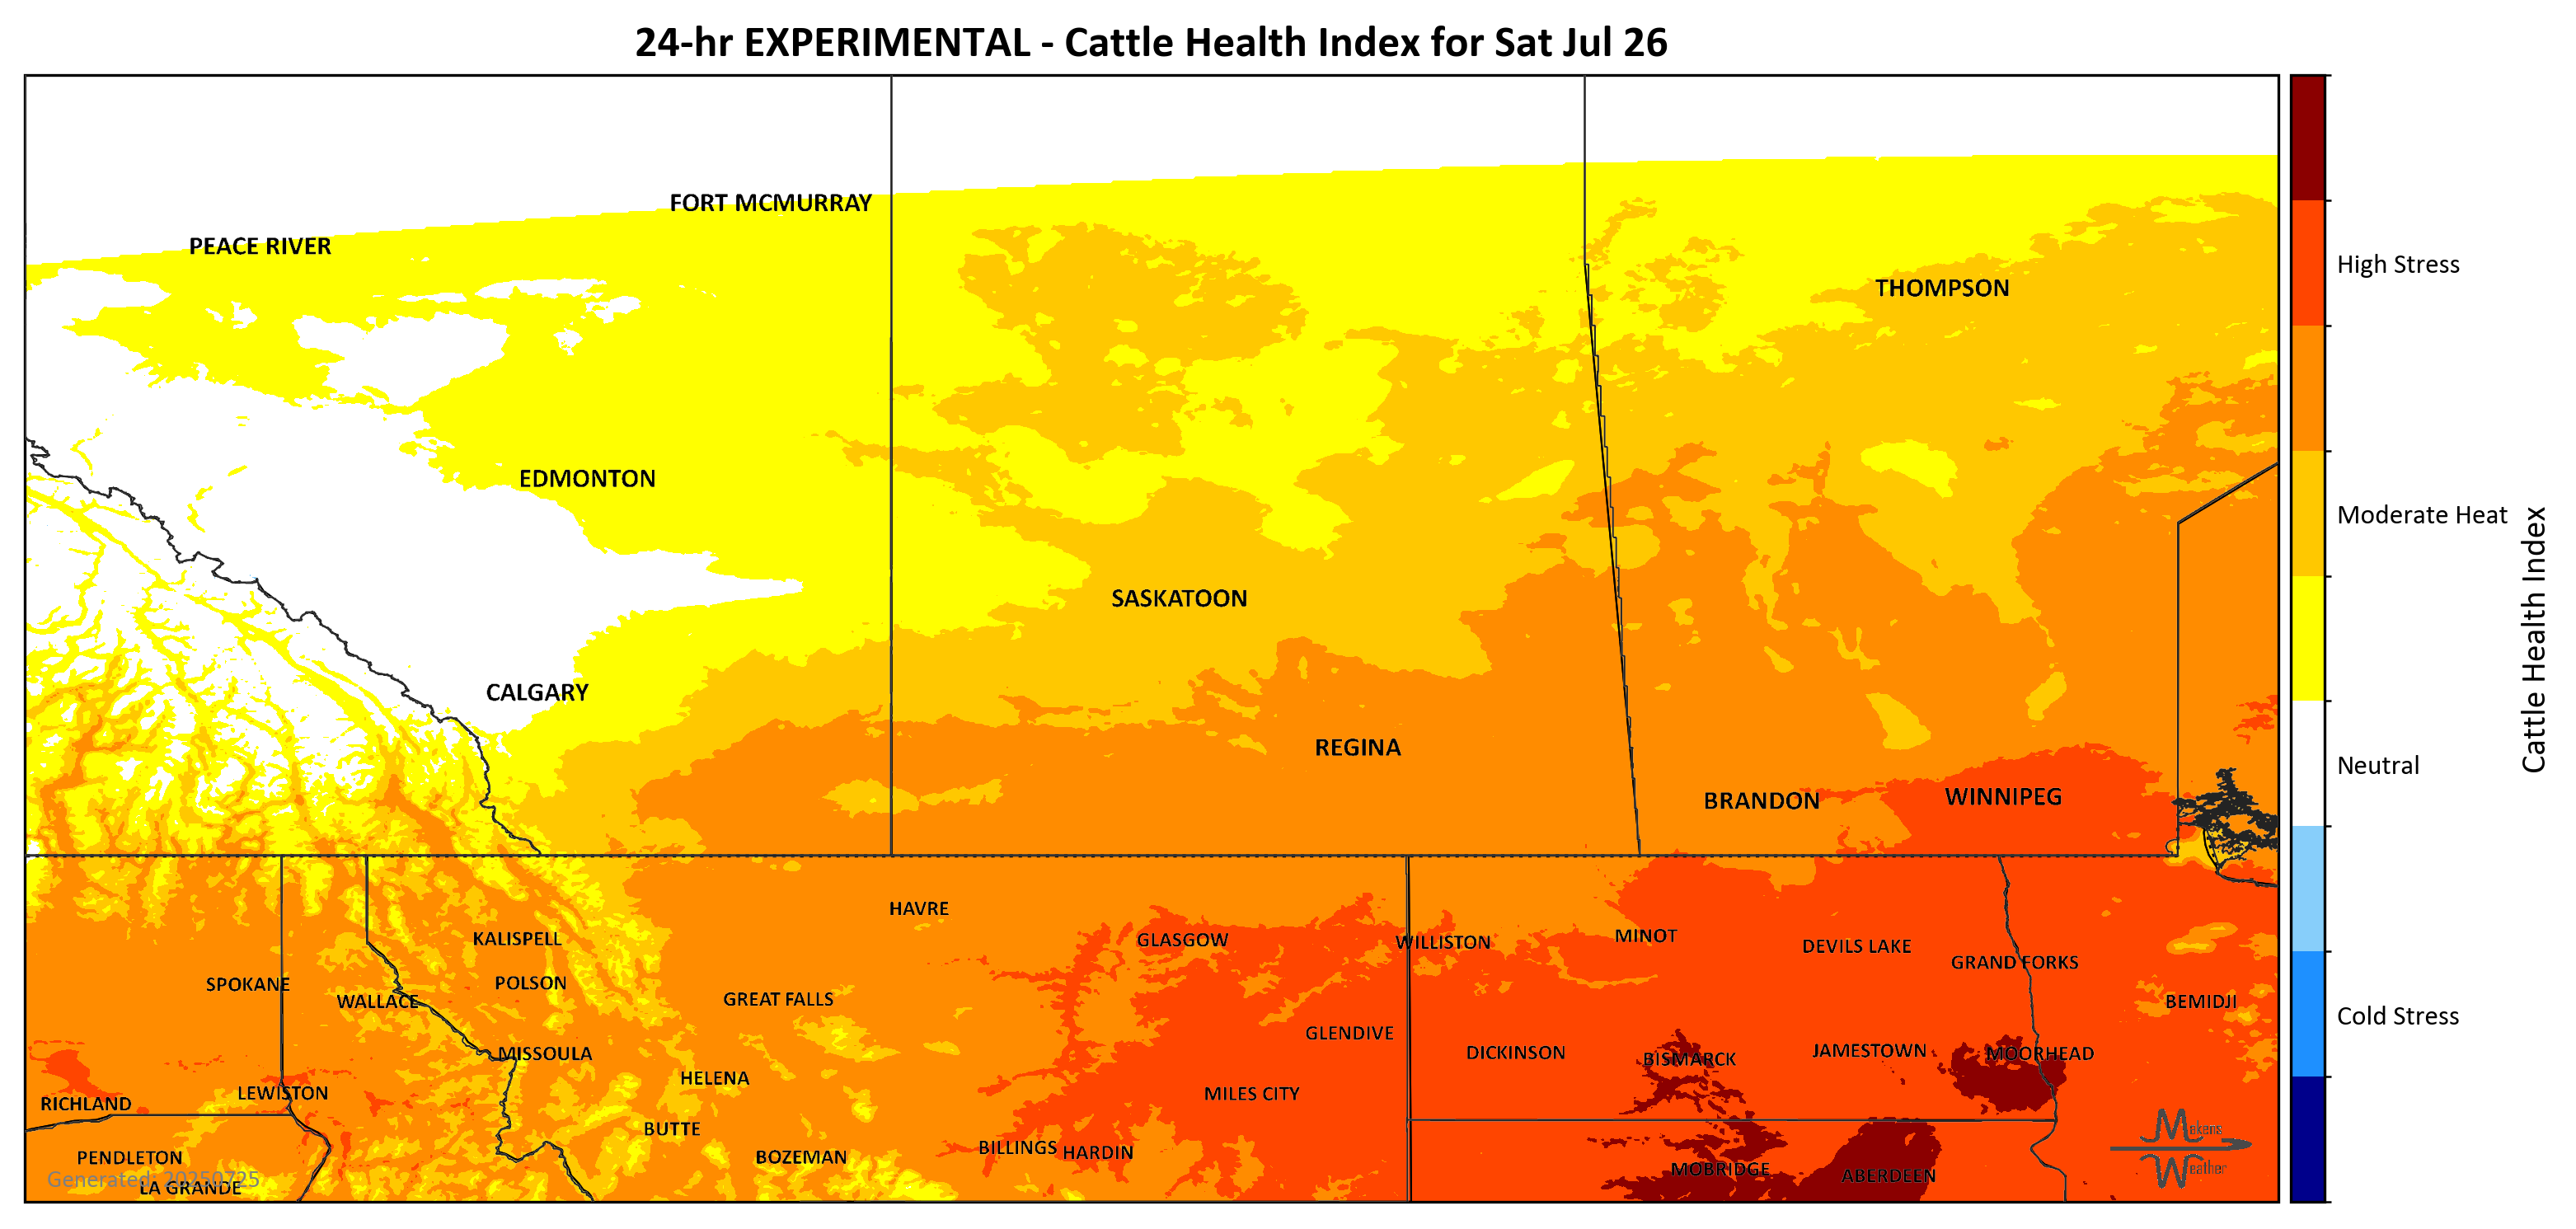 24-hr EXPERIMENTAL - Cattle Health Index for Sat Jul 26
FORT MCMURRAY
PEACE RIVER
High Stress
THOMPSON
EDMONTON
Moderate Heat
SASKATOON
Cattle Health Index
CALGARY
REGINA
Neutral
BRANDON
WINNIPEG
HAVRE
KALISPELL
GLASGOW
WILLISTON
MINOT
DEVILS LAKE
GRAND FORKS
SPOKANE
POLSON
WALLACE
GREAT FALLS
BEMIDJI
Cold Stress
GLENDIVE
MISSOULA
DICKINSON
BISMARCK
JAMESTOWN
MOORHEAD
HELENA
LEWISTON
MILES CITY
RICHLAND
BUTTE
Makens
Weather
BILLINGS
HARDIN
PENDLETON
BOZEMAN
MOBRIDGE
ABERDEEN
Generated: 20250725
LA GRANDE